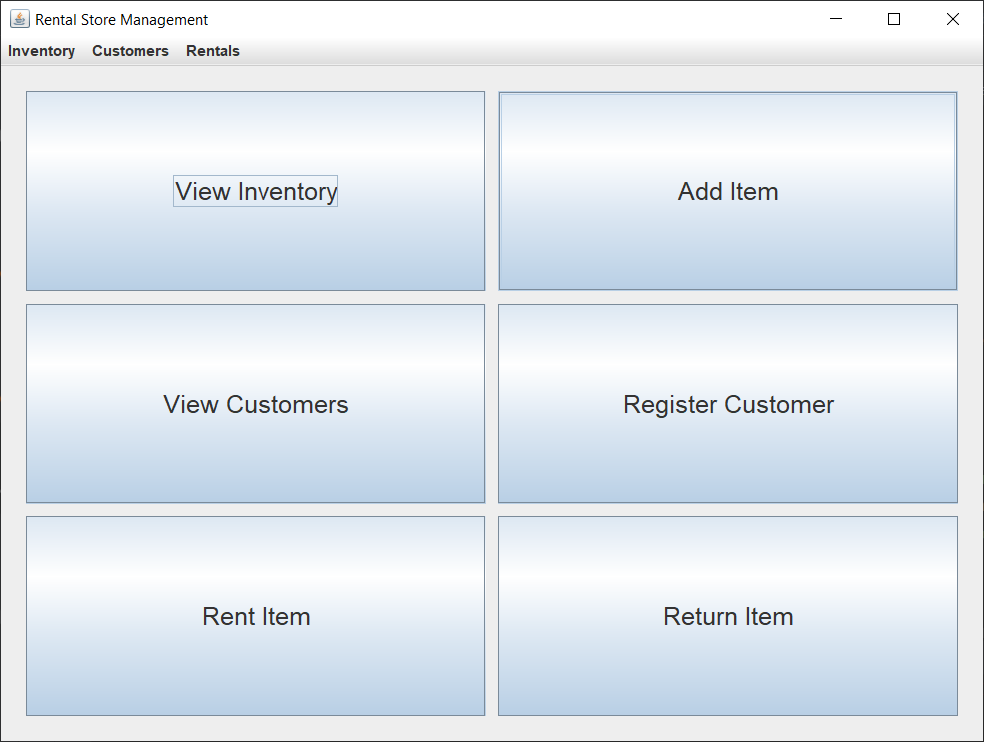 Rental Store Management
Inventory Customers Rentals
View Inventory
Add Item
View Customers
Register Customer
Rent Item
Return Item